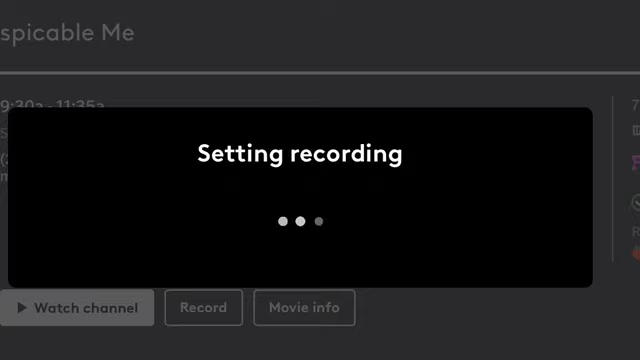 spicable Me
9:30a - 11:35a
Setting recording
Watch channel
Record
Movie info